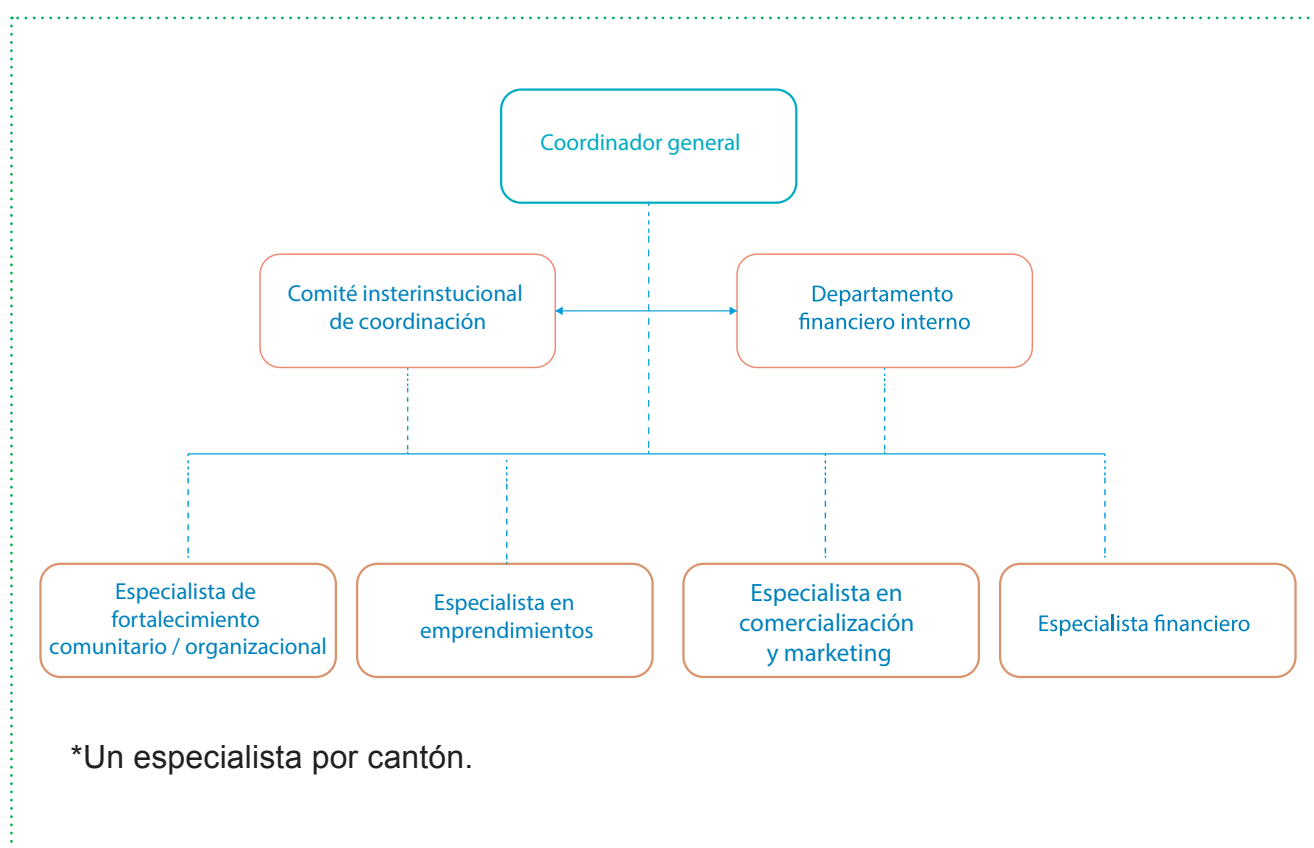 Coordinador general
Comité insterinstucional
de coordinación
Departamento
financiero interno
Especialista de
fortalecimiento
comunitario / organizacional
Especialista en
emprendimientos
Especialista en
comercialización
y marketing
Especialista financiero
*Un especialista por cantón.